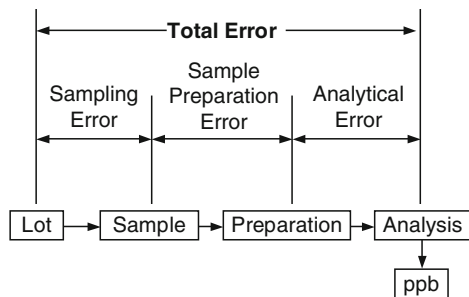 Total Error
Sampling
Error
Sample
Preparation
Error
Analytical
Error
Lot
Sample
Preparation
Analysis
ppb